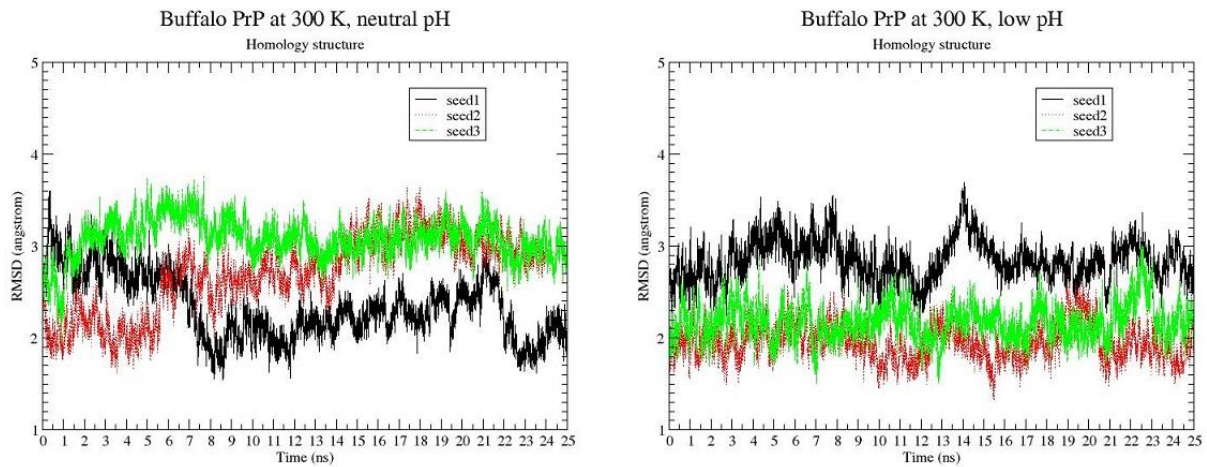 Buffalo PrP at 300 K, neutral pH
Homology structure
5
4
3
2
1
RMSD (angstrom)
seed1
seed2
seed3
0 1 2 3 4 5 6 7 8 9 10 11 12 13 14 15 16 17 18 19 20 21 22 23 24 25
Time (ns)
Buffalo PrP at 300 K, low pH
Homology structure
5
4
3
2
1
RMSD (angstrom)
seed1
seed2
seed3
0 1 2 3 4 5 6 7 8 9 10 11 12 13 14 15 16 17 18 19 20 21 22 23 24 25
Time (ns)